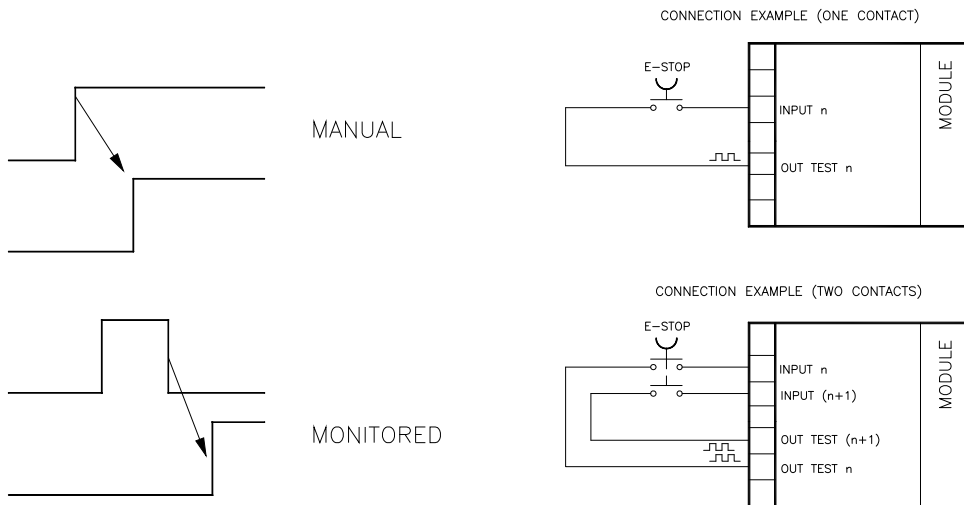 MANUAL
MONITORED
CONNECTION EXAMPLE (ONE CONTACT)
E-STOP
INPUT n
OUT TEST n
MODULE
CONNECTION EXAMPLE (TWO CONTACTS)
E-STOP
INPUT n
INPUT (n+1)
OUT TEST (n+1)
OUT TEST n
MODULE